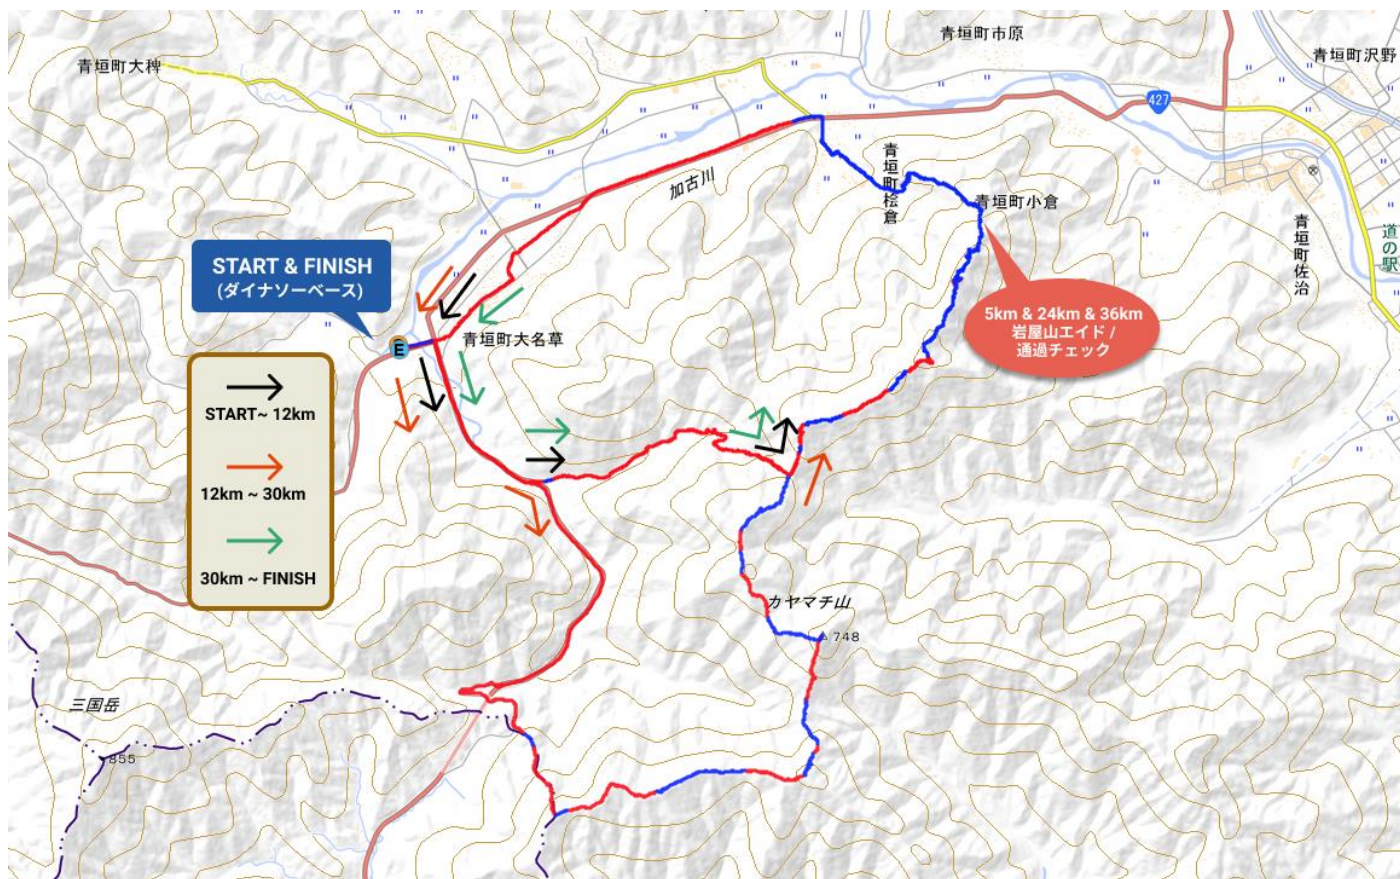 青垣町市原
青垣町沢野
青垣町大稗
427
青垣町桧倉
加古川
青垣町小倉
青垣町佐治
道の駅
START & FINISH
(ダイナソーベース)
5km & 24km & 36km
岩屋山エイド /
通過チェック
E
青垣町大名草
START~ 12km
12km ~ 30km
30km ~ FINISH
カヤマチ山
748
三国岳
855